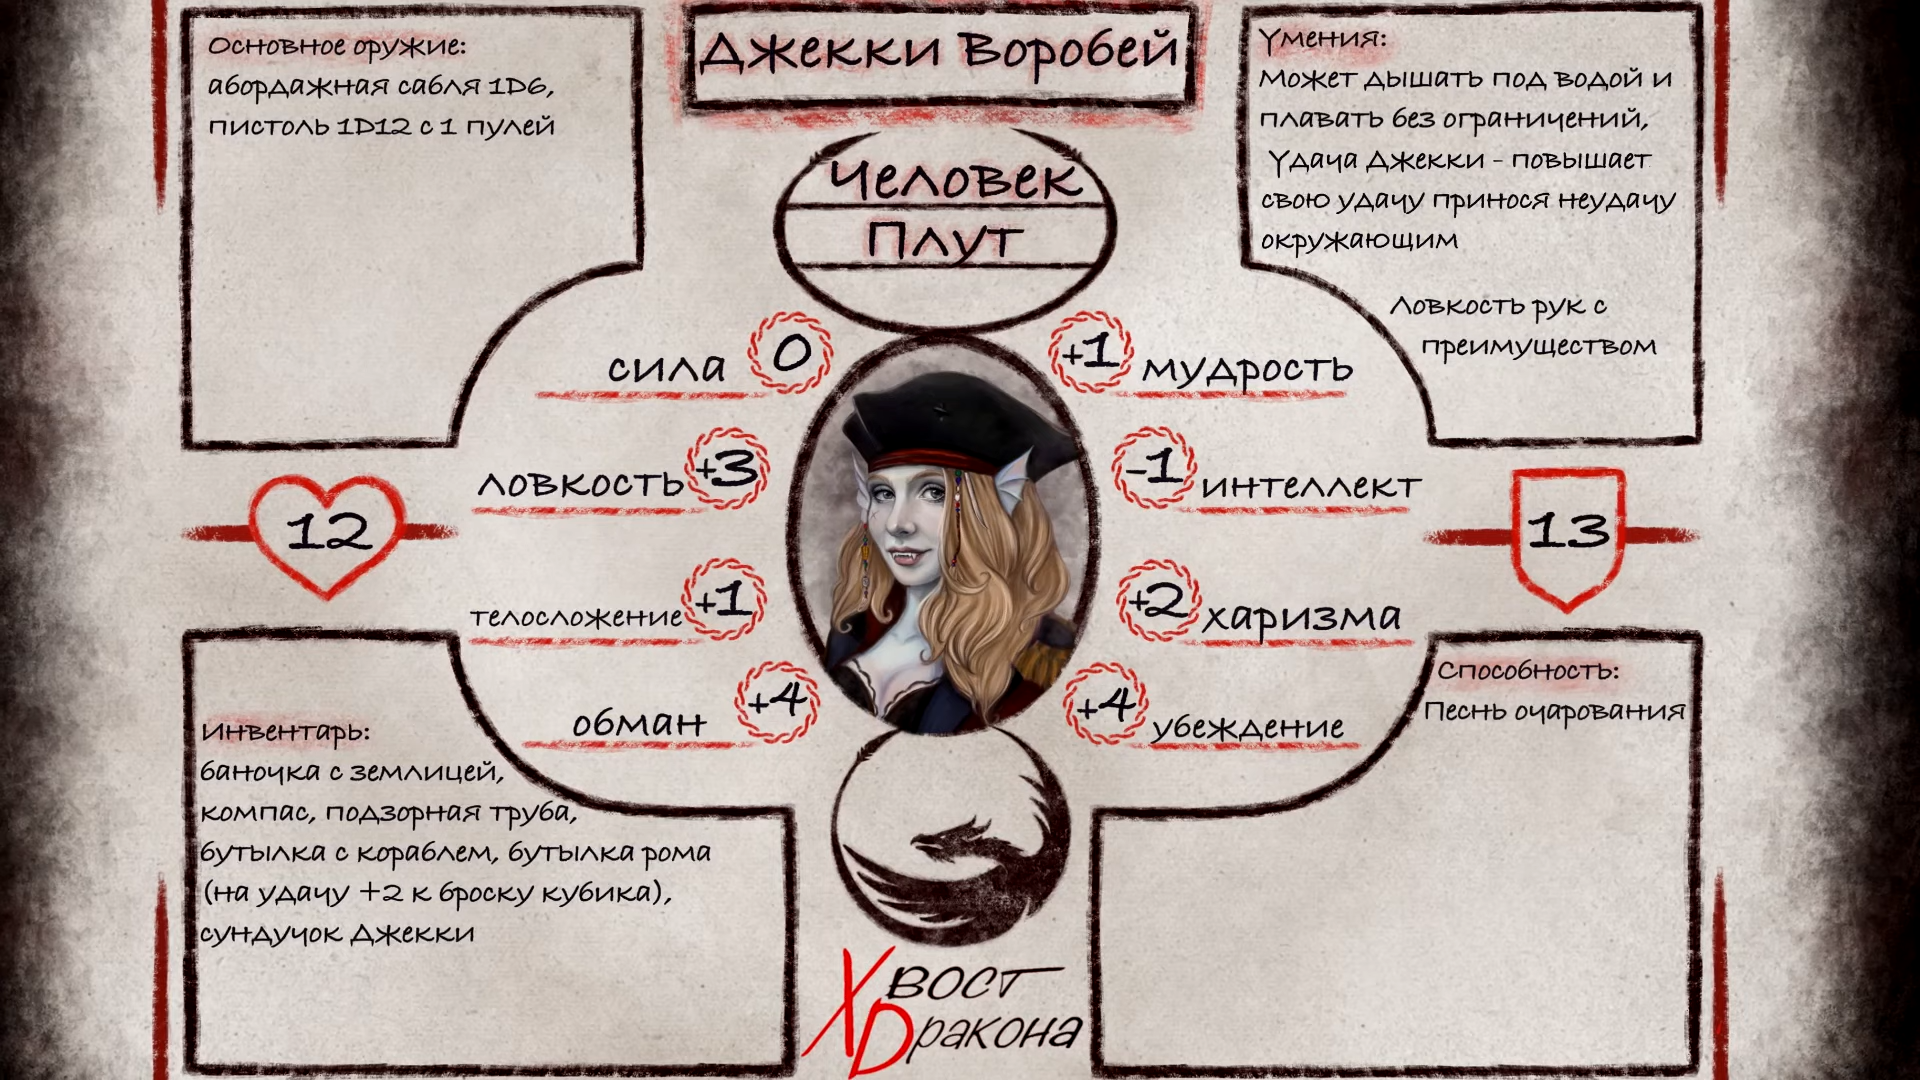 Джекки Воробей
Человек
Плут
Основное оружие:
абордажная сабля 1D6,
пистоль 1D12 с 1 пулей
Умения:
Может дышать под водой и
плавать без ограничений,
Удача Джекки - повышает
свою удачу принося неудачу
окружающим
Ловкость рук с
преимуществом
сила 0
+1 мудрость
ловкость +3
-1 интеллект
12
13
телосложение +1
+2 харизма
обман +4
+4 убеждение
Инвентарь:
баночка с землицей,
компас, подзорная труба,
бутылка с кораблем, бутылка рома
(на удачу +2 к броску кубика),
сундучок Джекки
Способность:
Песнь очарования
Хвост
Dракона